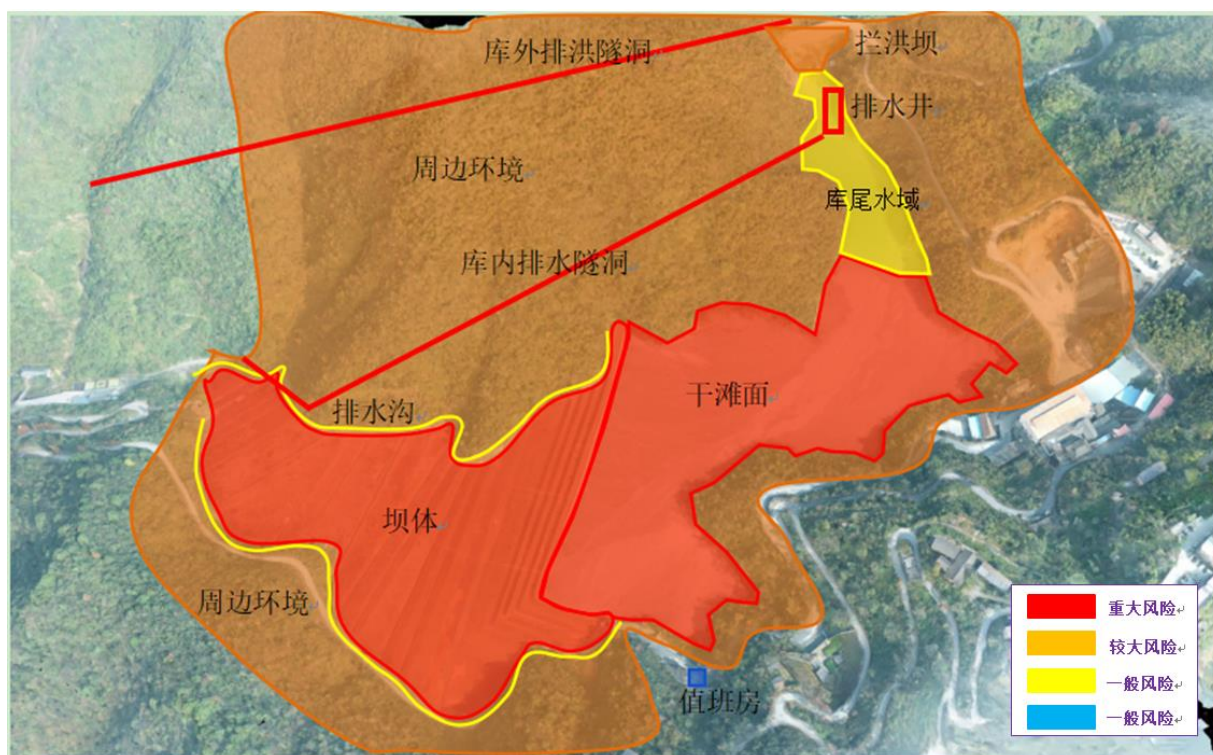 库外排洪隧洞
拦洪坝
排水井
周边环境
库尾水域
库内排水隧洞
干滩面
排水沟
坝体
周边环境
值班房
重大风险
较大风险
一般风险
一般风险